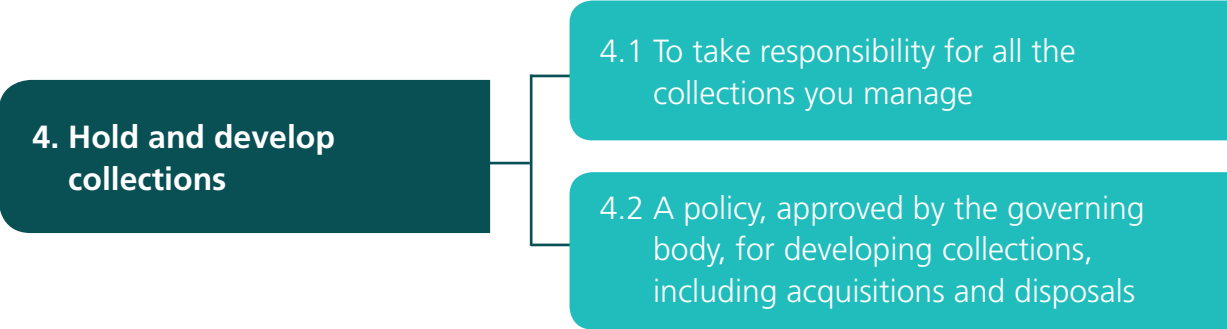 4. Hold and develop
collections
4.1 To take responsibility for all the
collections you manage
4.2 A policy, approved by the governing
body, for developing collections,
including acquisitions and disposals